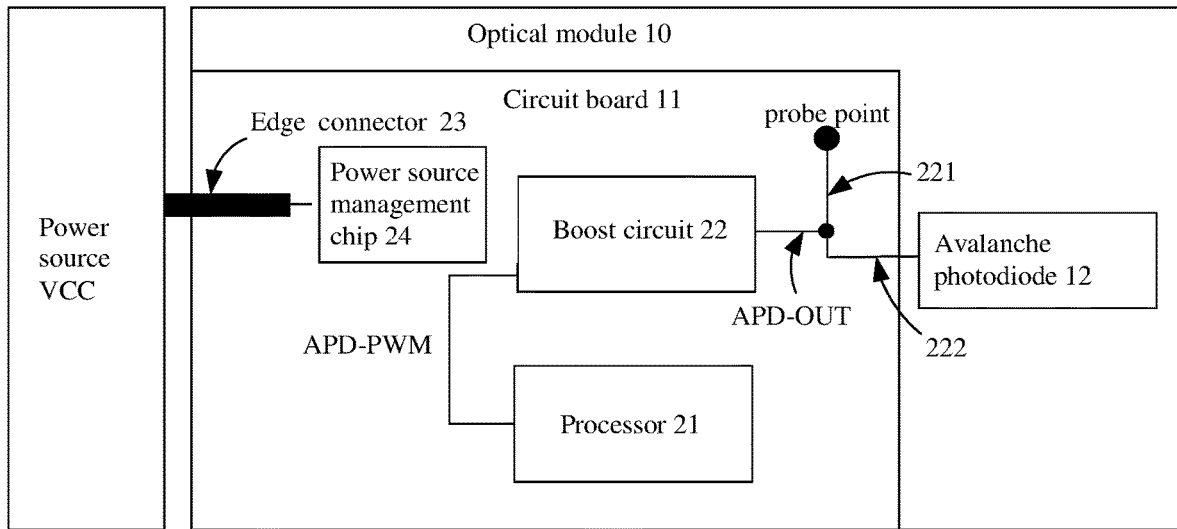 Optical module 10
Circuit board 11
probe point
Edge connector 23
Power source
management
chip 24
221
Boost circuit 22
Power
source
VCC
Avalanche
photodiode 12
APD-OUT
APD-PWM
222
Processor 21